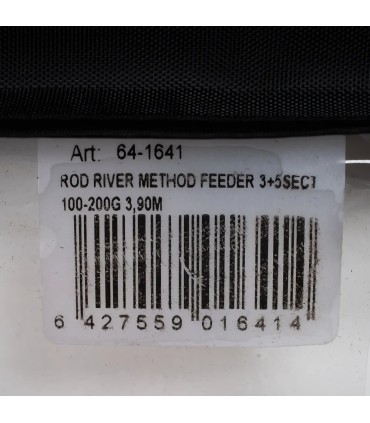 Art: 64-1641
ROD RIVER METHOD FEEDER 3+5SECT
100-200G 3,90M
6 427559 016414